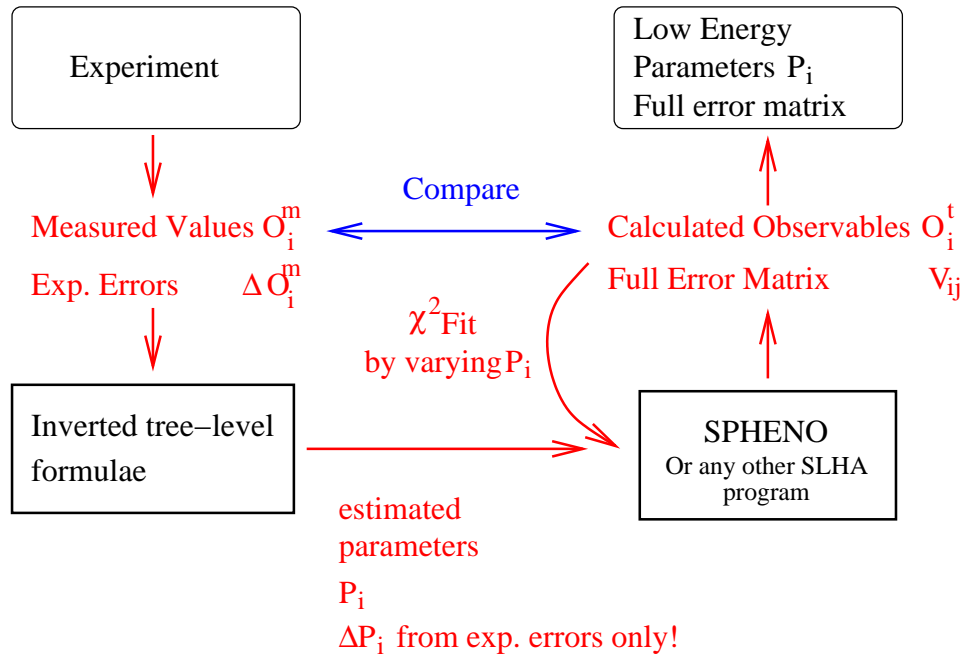 Experiment
Low Energy
Parameters P_i
Full error matrix
Compare
Measured Values O_i^m
Exp. Errors Δ O_i^m
Calculated Observables O_i^t
Full Error Matrix V_ij
χ² Fit
by varying P_i
Inverted tree−level
formulae
SPHENO
Or any other SLHA
program
estimated
parameters
P_i
ΔP_i from exp. errors only!